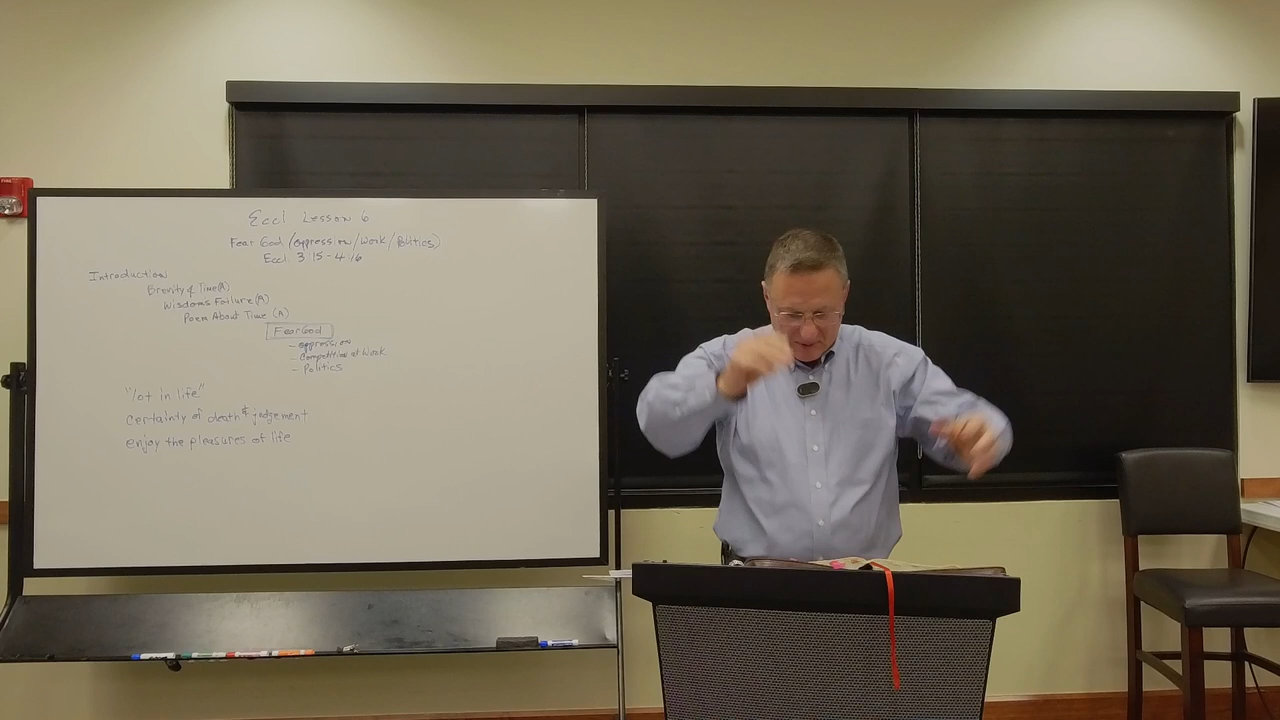 Eccl Lesson 6
Fear God (oppression/Work/Politics)
Eccl. 3:15-4:16
Introduction
Brevity of Time (A)
Wisdoms Failure (A)
Poem About Time (A)
Fear God
- oppression
- Competition at Work
- Politics
"lot in life"
Certainty of death & judgement
enjoy the pleasures of life
FIRE